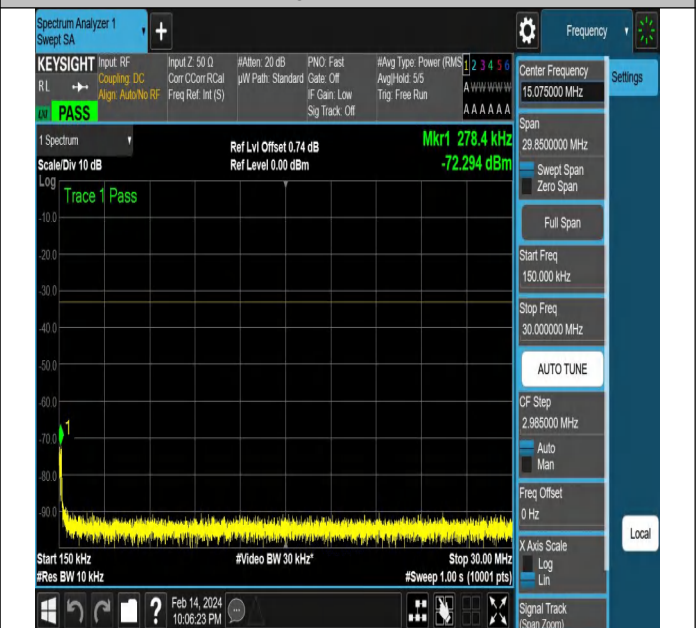 Spectrum Analyzer 1
Swept SA
+
Frequency
KEYSIGHT
RL
PASS
Input: RF
Coupling: DC
Align: Auto/No RF
Input Z: 50 Ω
Corr CCorr RCal
Freq Ref: Int (S)
#Atten: 20 dB
µW Path: Standard
PNO: Fast
Gate: Off
IF Gain: Low
Sig Track: Off
#Avg Type: Power (RMS
Avg|Hold: 5/5
Trig: Free Run
1 2 3 4 5 6
A W W W W W
A A A A A A
1 Spectrum
Scale/Div 10 dB
Ref Lvl Offset 0.74 dB
Ref Level 0.00 dBm
Mkr1 278.4 kHz
-72.294 dBm
Log
Trace 1 Pass
-10.0
-20.0
-30.0
-40.0
-50.0
-60.0
-70.0
-80.0
-90.0
1
Start 150 kHz
#Res BW 10 kHz
#Video BW 30 kHz*
Stop 30.00 MHz
#Sweep 1.00 s (10001 pts)
Feb 14, 2024
10:06:23 PM
Center Frequency
15.075000 MHz
Settings
Span
29.8500000 MHz
Swept Span
Zero Span
Full Span
Start Freq
150.000 kHz
Stop Freq
30.000000 MHz
AUTO TUNE
CF Step
2.985000 MHz
Auto
Man
Freq Offset
0 Hz
Local
X Axis Scale
Log
Lin
Signal Track
(Span Zoom)